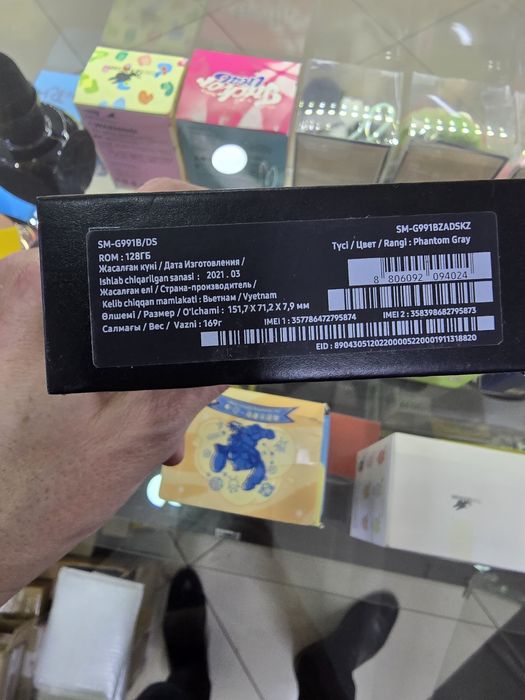 Sticker
SM-G991B/DS
ROM : 128ГБ
Жасалған күні / Дата Изготовления /
Ishlab chiqarilgan sanasi : 2021 . 03
Жасалған елі / Страна-производитель /
Kelib chiqqan mamlakati : Вьетнам / Vyetnam
Өлшемі / Размер / O'lchami : 151,7 X 71,2 X 7,9 мм
Салмағы / Вес / Vazni : 169г
SM-G991BZADSKZ
Түсі / Цвет / Rangi : Phantom Gray
8 806092 094024
IMEI 1 : 357786472795874
IMEI 2 : 358398682795873
EID : 89043051202200005220001911318820